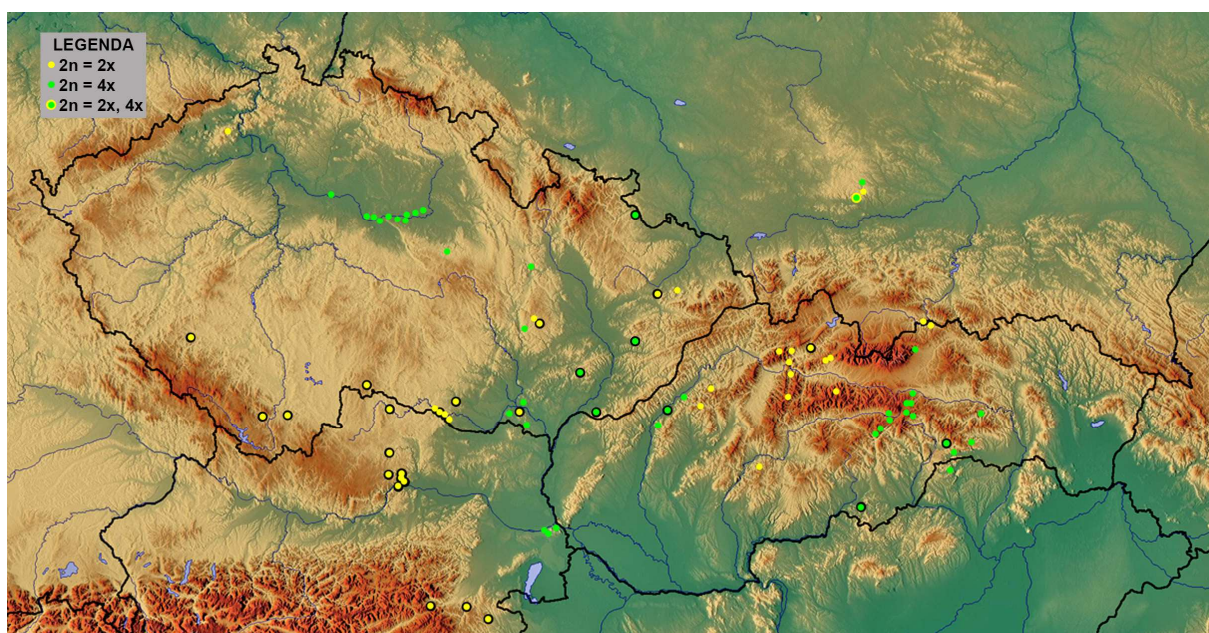 LEGENDA
2n = 2x
2n = 4x
2n = 2x, 4x